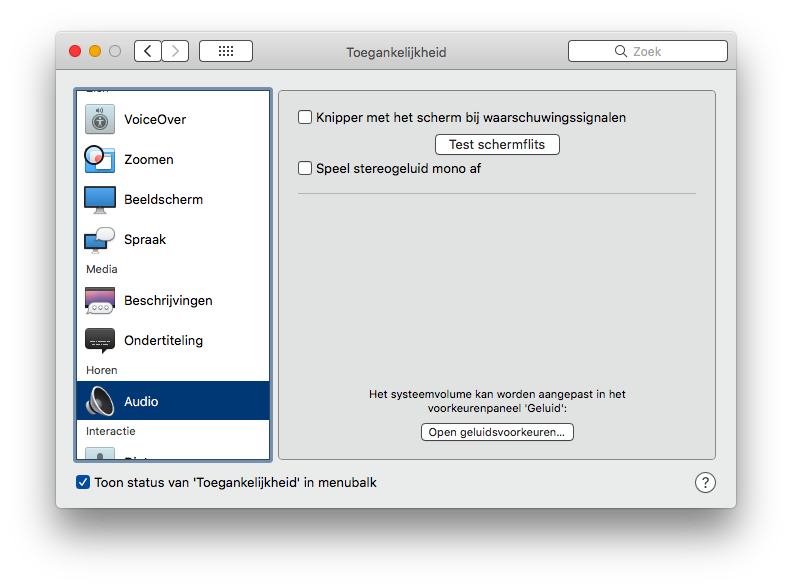 Toegankelijkheid
Zoek
VoiceOver
Zoomen
Beeldscherm
Spraak
Media
Beschrijvingen
Ondertiteling
Horen
Audio
Interactie
Knipper met het scherm bij waarschuwingssignalen
Test schermflits
Speel stereogeluid mono af
Het systeemvolume kan worden aangepast in het
voorkeurenpaneel 'Geluid':
Open geluidsvoorkeuren...
Toon status van 'Toegankelijkheid' in menubalk
?